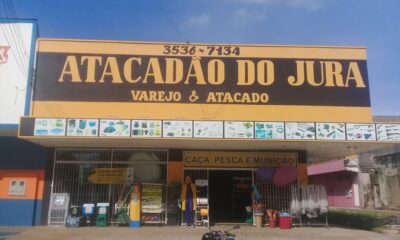 3536-7134
ATACADÃO DO JURA
VAREJO & ATACADO
CAÇA, PESCA E MUNIÇÃO